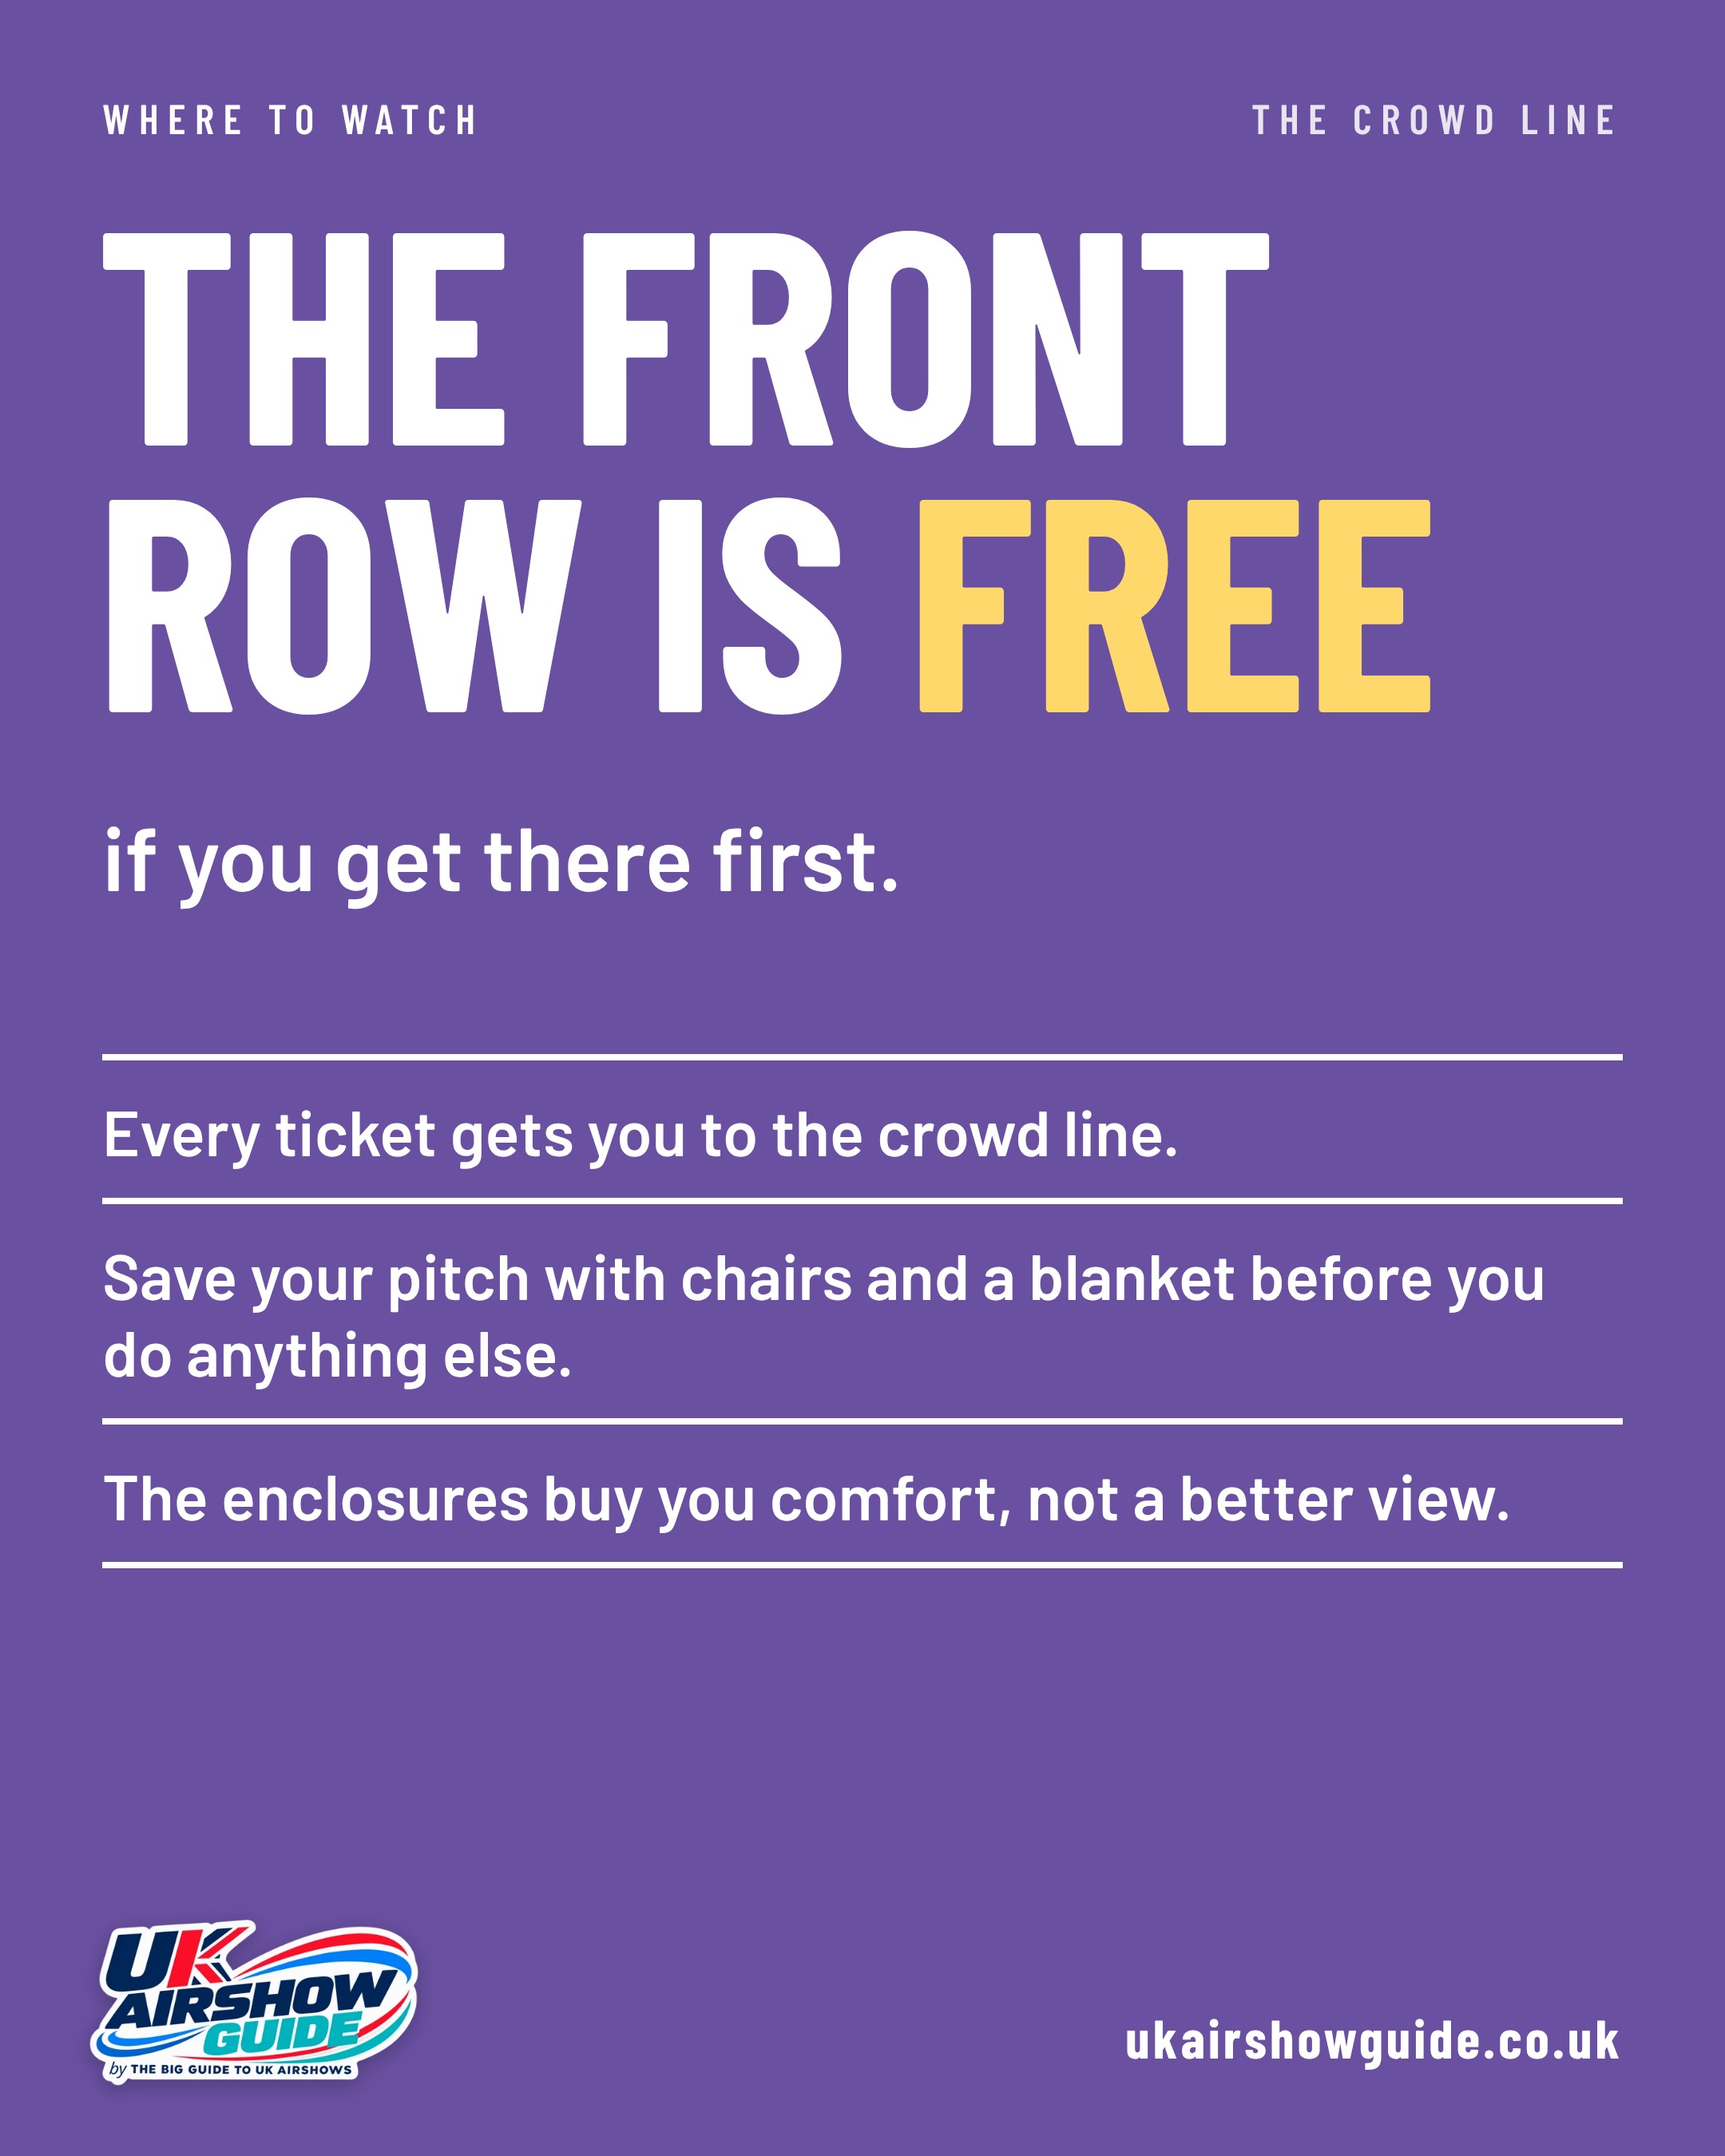 WHERE TO WATCH
THE CROWD LINE
THE FRONT
ROW IS FREE
if you get there first.
Every ticket gets you to the crowd line.
Save your pitch with chairs and a blanket before you
do anything else.
The enclosures buy you comfort, not a better view.
UK
AIRSHOW
GUIDE
by THE BIG GUIDE TO UK AIRSHOWS
ukairshowguide.co.uk